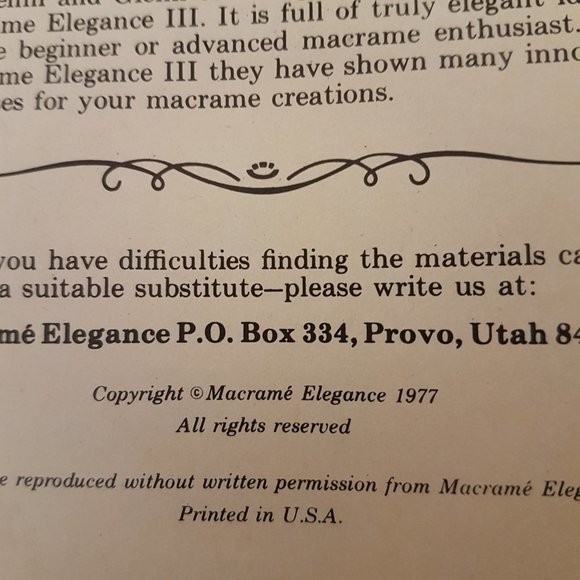 me Elegance III. It is full of truly elegant
e beginner or advanced macrame enthusiast.
me Elegance III they have shown many inno
es for your macrame creations.
you have difficulties finding the materials ca
a suitable substitute—please write us at:
mé Elegance P.O. Box 334, Provo, Utah 84
Copyright © Macramé Elegance 1977
All rights reserved
e reproduced without written permission from Macramé Eleg
Printed in U.S.A.